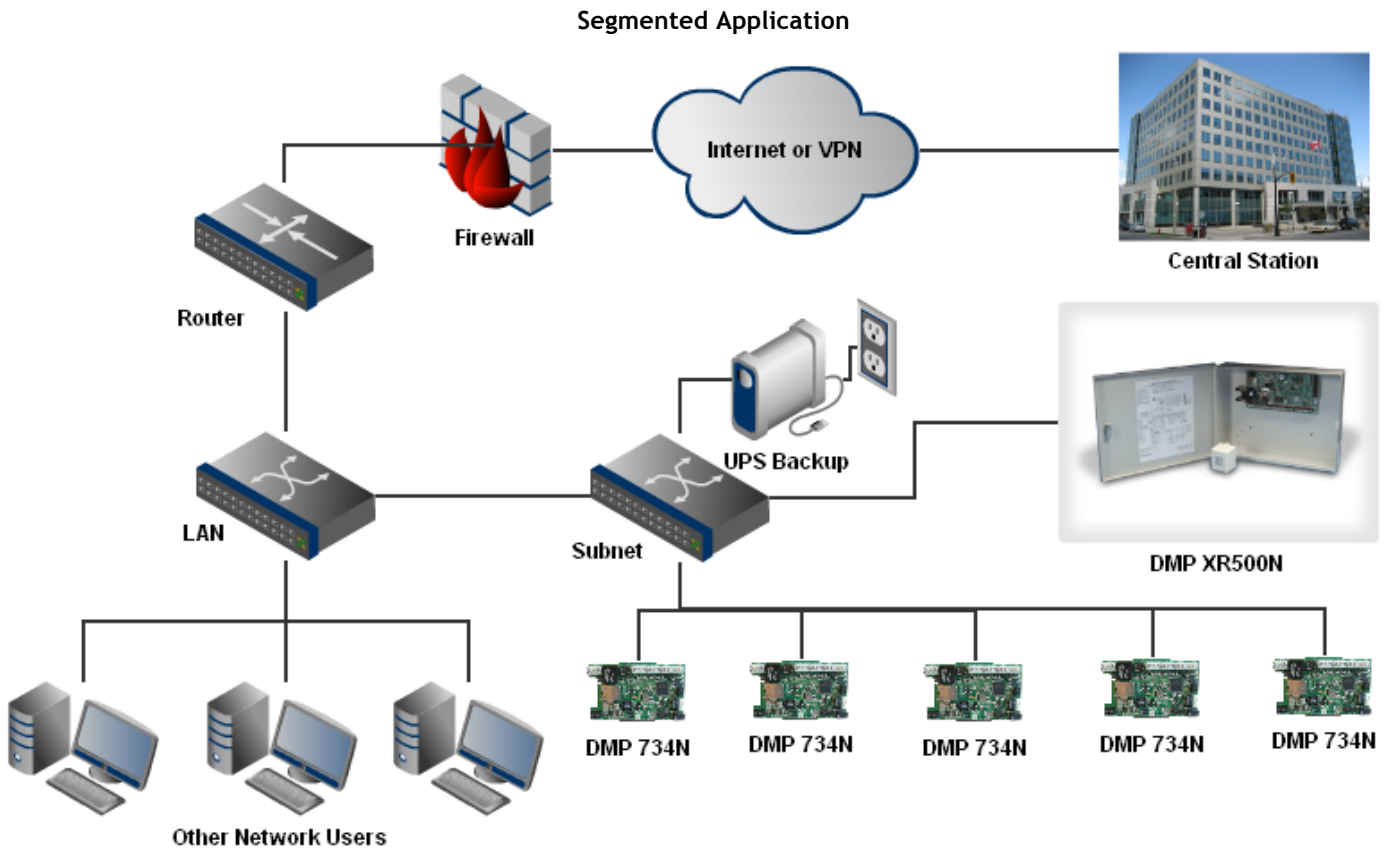 Segmented Application
Internet or VPN
Firewall
Central Station
Router
UPS Backup
LAN
Subnet
DMP XR500N
DMP 734N
DMP 734N
DMP 734N
DMP 734N
DMP 734N
Other Network Users